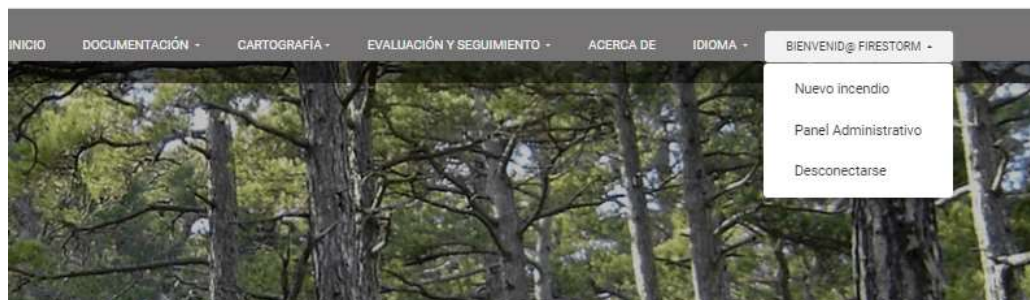 INICIO DOCUMENTACIÓN CARTOGRAFÍA EVALUACIÓN Y SEGUIMIENTO ACERCA DE IDIOMA BIENVENID@ FIRESTORM
Nuevo incendio
Panel Administrativo
Desconectarse